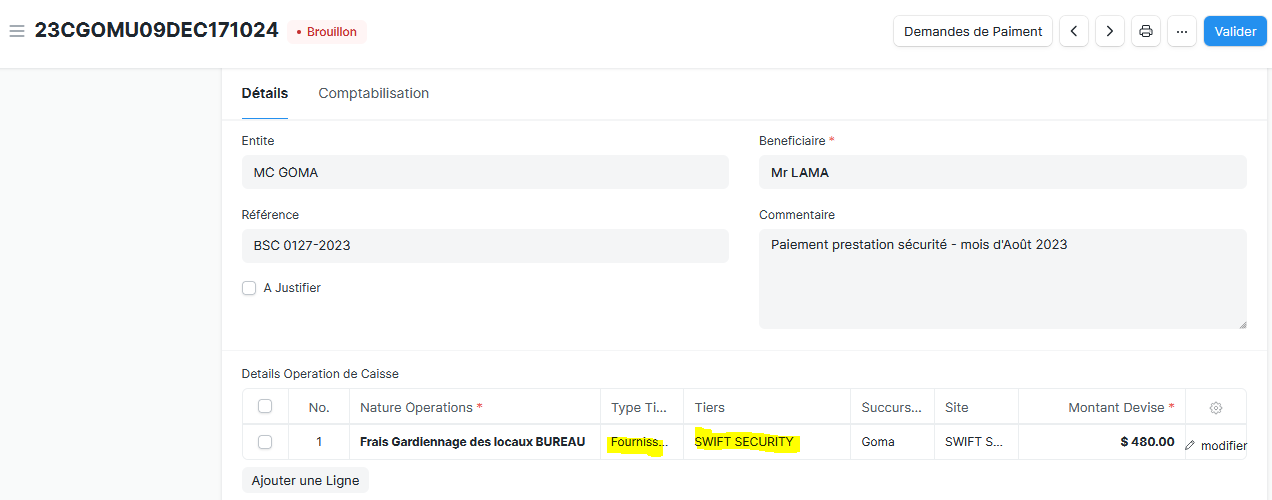 23CGOMU09DEC171024 • Brouillon Demandes de Paiment ... Valider
Détails Comptabilisation
Entite
MC GOMA
Beneficiaire *
Mr LAMA
Référence
BSC 0127-2023
Commentaire
Paiement prestation sécurité - mois d'Août 2023
A Justifier
Details Operation de Caisse
No. Nature Operations * Type Ti... Tiers Succurs... Site Montant Devise *
1 Frais Gardiennage des locaux BUREAU Fourniss... SWIFT SECURITY Goma SWIFT S... $ 480.00 modifier
Ajouter une Ligne